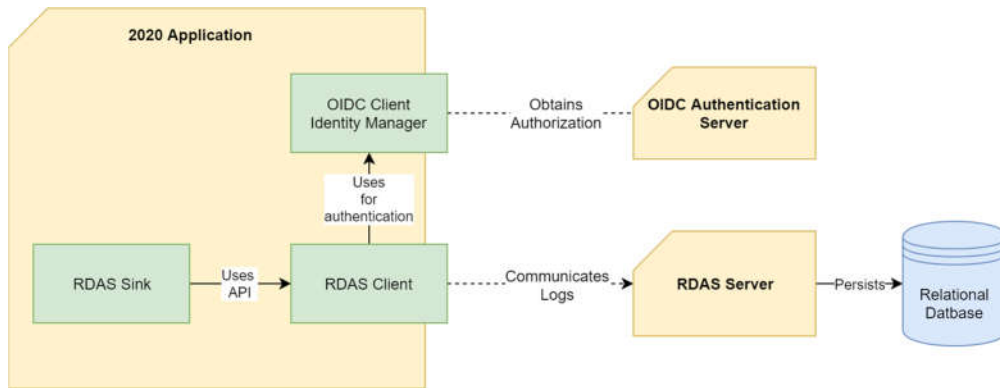 2020 Application
OIDC Client
Identity Manager
Obtains
Authorization
OIDC Authentication
Server
Uses
for
authentication
RDAS Sink
Uses
API
RDAS Client
Communicates
Logs
RDAS Server
Persists
Relational
Datbase